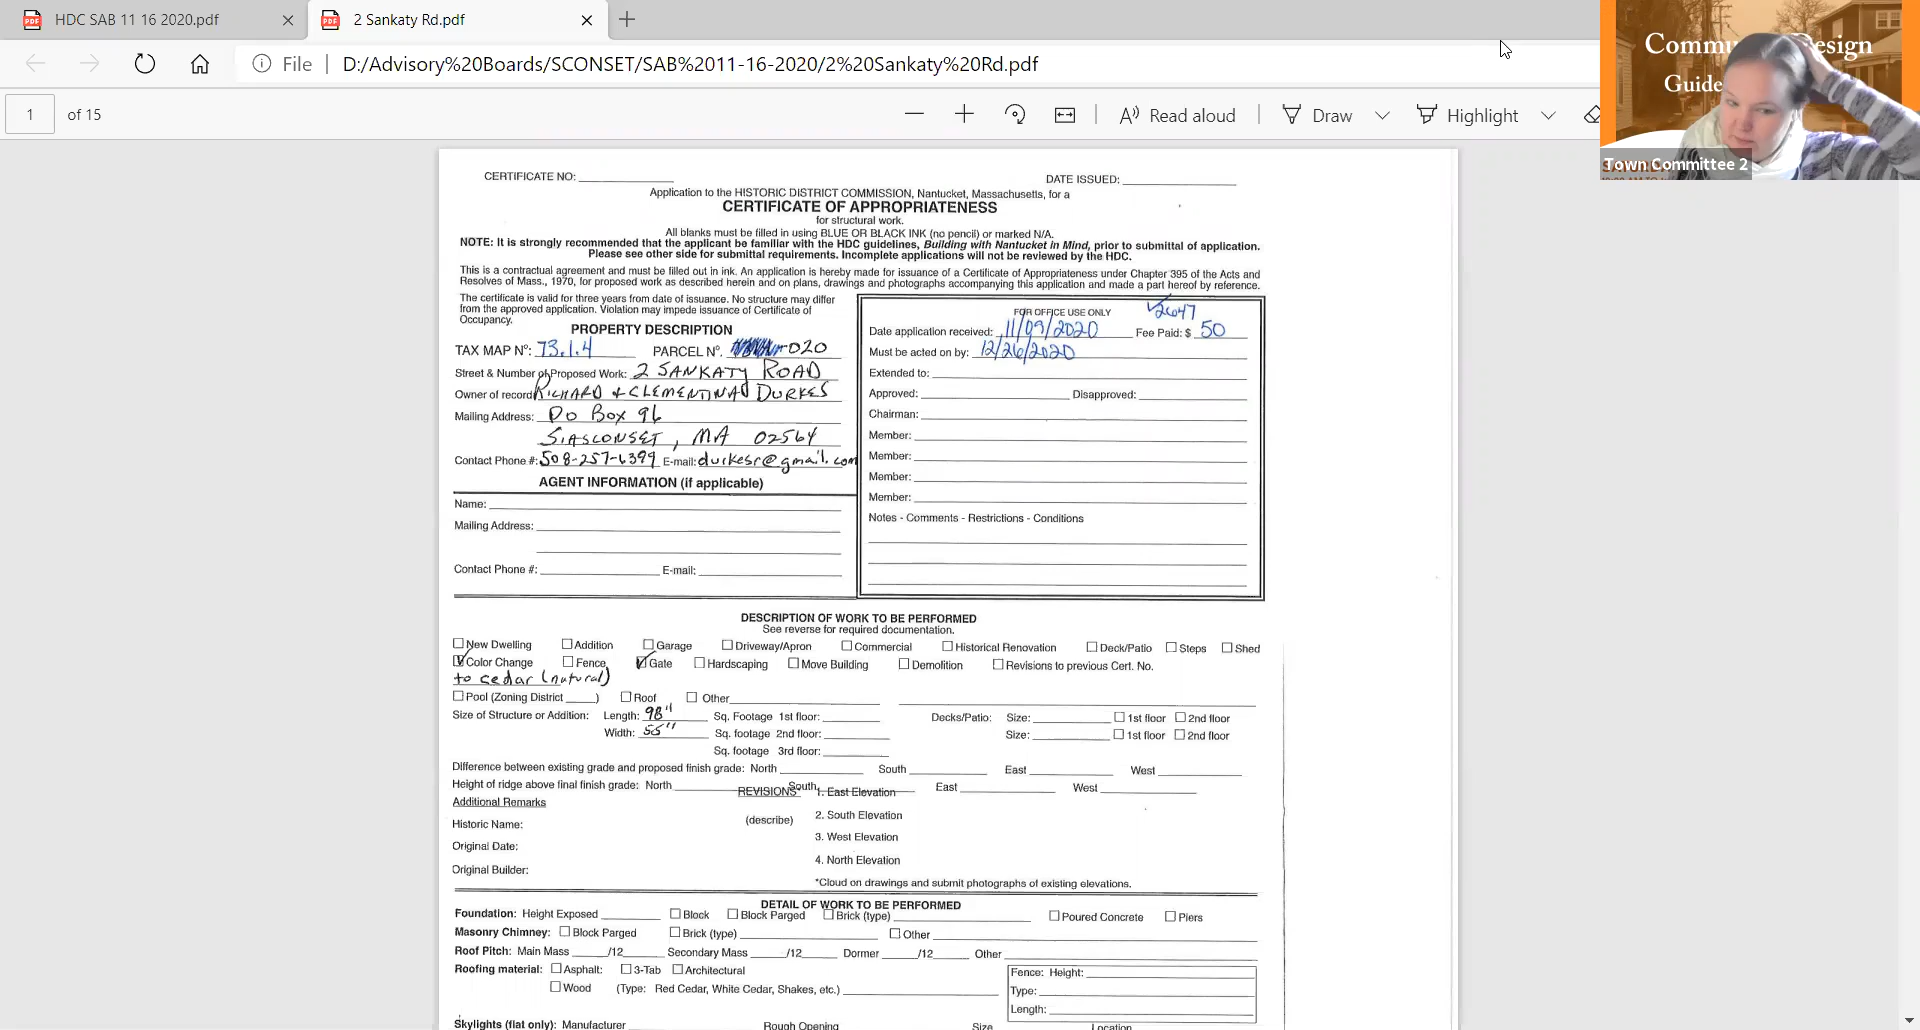 HDC SAB 11 16 2020.pdf
2 Sankaty Rd.pdf
File | D:/Advisory%20Boards/SCONSET/SAB%2011-16-2020/2%20Sankaty%20Rd.pdf
1 of 15
Read aloud
Draw
Highlight
Design
Guide
Town Committee 2
CERTIFICATE NO:
DATE ISSUED:
Application to the HISTORIC DISTRICT COMMISSION, Nantucket, Massachusetts, for a
CERTIFICATE OF APPROPRIATENESS
for structural work.
All blanks must be filled in using BLUE OR BLACK INK (no pencil) or marked N/A.
NOTE: It is strongly recommended that the applicant be familiar with the HDC guidelines, Building with Nantucket in Mind, prior to submittal of application.
Please see other side for submittal requirements. Incomplete applications will not be reviewed by the HDC.
This is a contractual agreement and must be filled out in ink. An application is hereby made for issuance of a Certificate of Appropriateness under Chapter 395 of the Acts and
Resolves of Mass., 1970, for proposed work as described herein and on plans, drawings and photographs accompanying this application and made a part hereof by reference.
The certificate is valid for three years from date of issuance. No structure may differ
from the approved application. Violation may impede issuance of Certificate of
Occupancy.
PROPERTY DESCRIPTION
TAX MAP Nº: 73.1.4 PARCEL Nº. 020
Street & Number of Proposed Work: 2 SANKATY ROAD
Owner of record: RICHARD & CLEMENTINA DURKES
Mailing Address: PO Box 96
SIASCONSET, MA 02564
Contact Phone #: 508-257-6399 E-mail: durkesr@gmail.com
AGENT INFORMATION (if applicable)
Name:
Mailing Address:
Contact Phone #: E-mail:
FOR OFFICE USE ONLY
2647
Date application received: 11/09/2020 Fee Paid: $ 50
Must be acted on by: 12/26/2020
Extended to:
Approved: Disapproved:
Chairman:
Member:
Member:
Member:
Member:
Notes - Comments - Restrictions - Conditions
DESCRIPTION OF WORK TO BE PERFORMED
See reverse for required documentation.
New Dwelling Addition Garage Driveway/Apron Commercial Historical Renovation Deck/Patio Steps Shed
Color Change Fence Gate Hardscaping Move Building Demolition Revisions to previous Cert. No.
to cedar (natural)
Pool (Zoning District ) Roof Other
Size of Structure or Addition: Length: 98" Sq. Footage 1st floor: Decks/Patio: Size: 1st floor 2nd floor
Width: 55" Sq. footage 2nd floor: Size: 1st floor 2nd floor
Sq. footage 3rd floor:
Difference between existing grade and proposed finish grade: North South East West
Height of ridge above final finish grade: North South East West
Additional Remarks
REVISIONS* 1. East Elevation
Historic Name:
(describe) 2. South Elevation
Original Date:
3. West Elevation
Original Builder:
4. North Elevation
*Cloud on drawings and submit photographs of existing elevations.
DETAIL OF WORK TO BE PERFORMED
Foundation: Height Exposed Block Block Parged Brick (type) Poured Concrete Piers
Masonry Chimney: Block Parged Brick (type) Other
Roof Pitch: Main Mass /12 Secondary Mass /12 Dormer /12 Other
Roofing material: Asphalt: 3-Tab Architectural
Wood (Type: Red Cedar, White Cedar, Shakes, etc.)
Fence: Height:
Type:
Length:
Skylights (flat only): Manufacturer Rough Opening Size Location